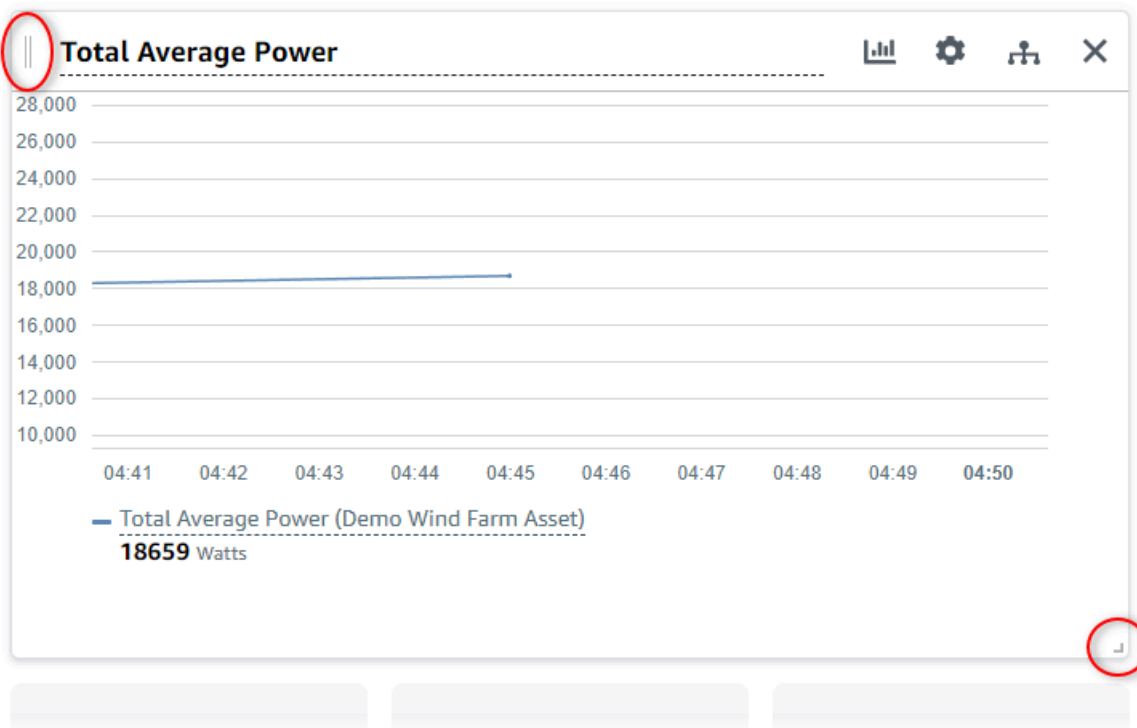 Total Average Power
28,000
26,000
24,000
22,000
20,000
18,000
16,000
14,000
12,000
10,000
04:41 04:42 04:43 04:44 04:45 04:46 04:47 04:48 04:49 04:50
Total Average Power (Demo Wind Farm Asset)
18659 Watts